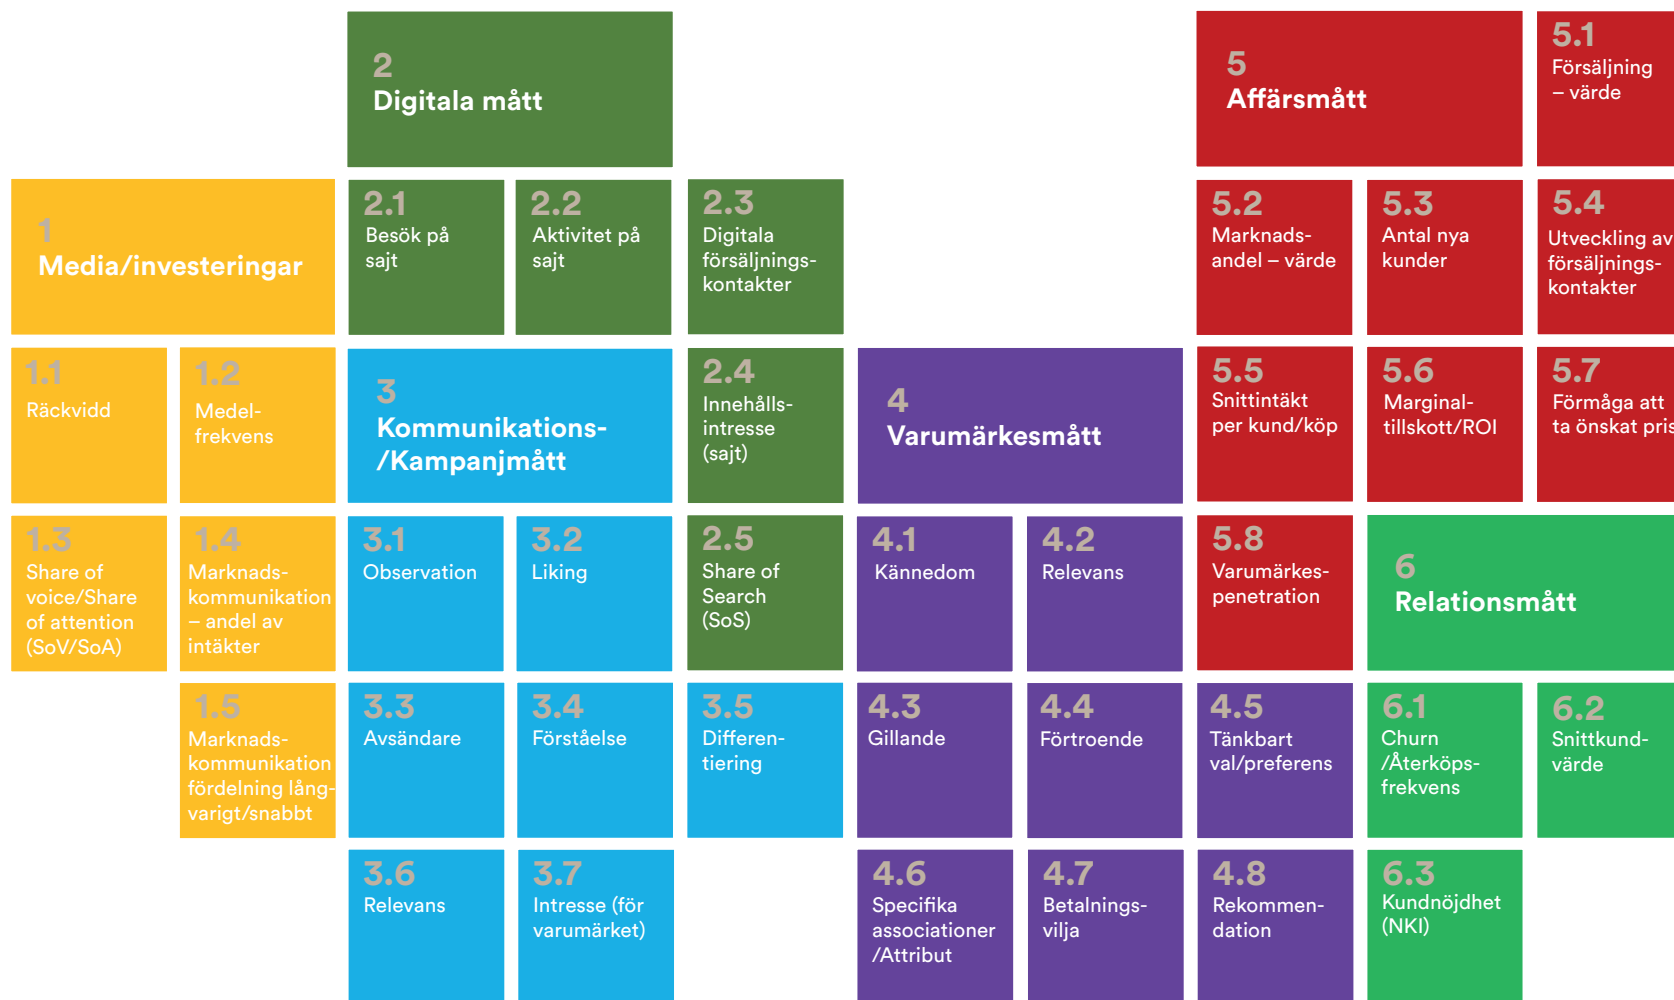 2
Digitala mått
5
Affärsmått
5.1
Försäljning
– värde
1
Media/investeringar
2.1
Besök på
sajt
2.2
Aktivitet på
sajt
2.3
Digitala
försäljnings-
kontakter
5.2
Marknads-
andel – värde
5.3
Antal nya
kunder
5.4
Utveckling av
försäljnings-
kontakter
1.1
Räckvidd
1.2
Medel-
frekvens
3
Kommunikations-
/Kampanjmått
2.4
Innehålls-
intresse
(sajt)
4
Varumärkesmått
5.5
Snittintäkt
per kund/köp
5.6
Marginal-
tillskott/ROI
5.7
Förmåga att
ta önskat pris
1.3
Share of
voice/Share
of attention
(SoV/SoA)
1.4
Marknads-
kommunikation
– andel av
intäkter
3.1
Observation
3.2
Liking
2.5
Share of
Search
(SoS)
4.1
Kännedom
4.2
Relevans
5.8
Varumärkes-
penetration
6
Relationsmått
1.5
Marknads-
kommunikation
fördelning lång-
varigt/snabbt
3.3
Avsändare
3.4
Förståelse
3.5
Differen-
tiering
4.3
Gillande
4.4
Förtroende
4.5
Tänkbart
val/preferens
6.1
Churn
/Återköps-
frekvens
6.2
Snittkund-
värde
3.6
Relevans
3.7
Intresse (för
varumärket)
4.6
Specifika
associationer
/Attribut
4.7
Betalnings-
vilja
4.8
Rekommen-
dation
6.3
Kundnöjdhet
(NKI)